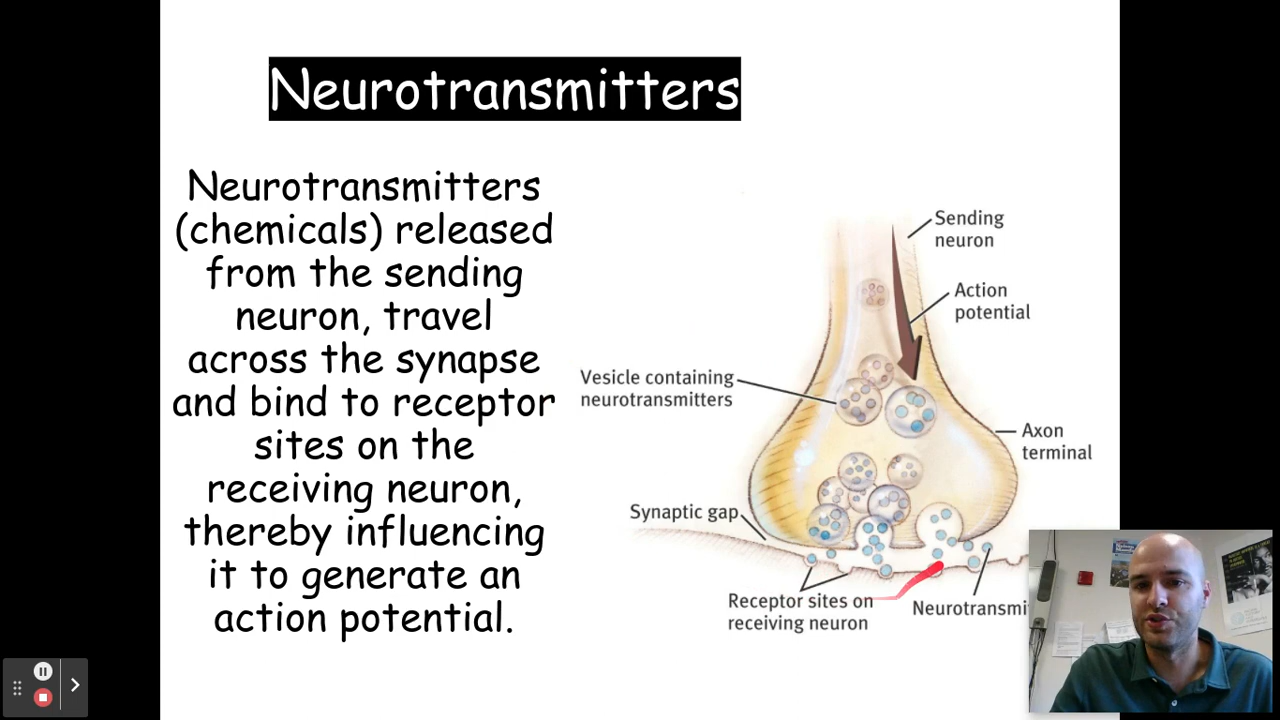 Neurotransmitters
Neurotransmitters
(chemicals) released
from the sending
neuron, travel
across the synapse
and bind to receptor
sites on the
receiving neuron,
thereby influencing
it to generate an
action potential.
Sending
neuron
Action
potential
Vesicle containing
neurotransmitters
Axon
terminal
Synaptic gap
Receptor sites on
receiving neuron
Neurotransmi